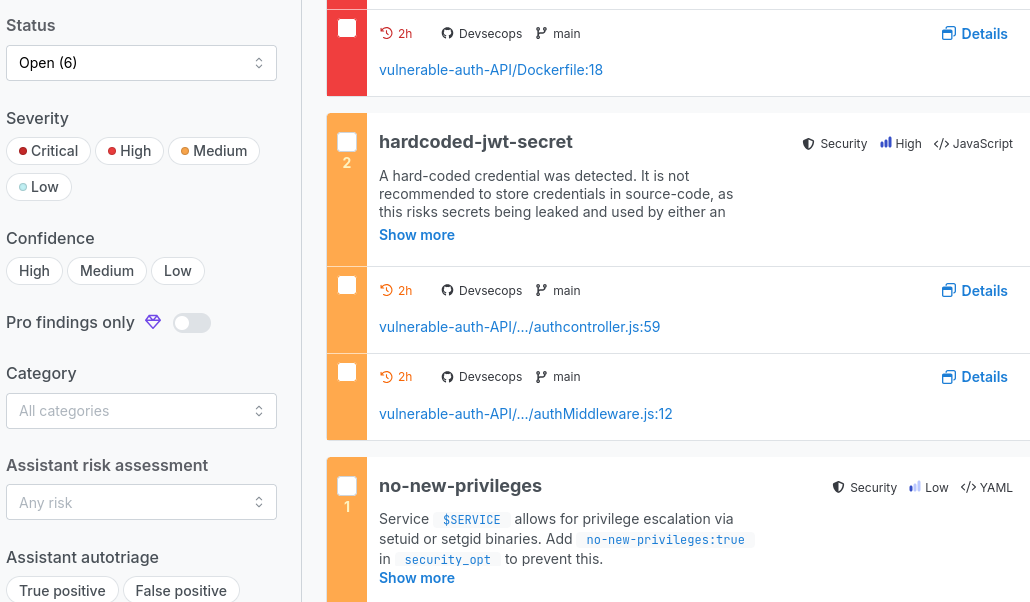 Status
Open (6)
Severity
Critical
High
Medium
Low
Confidence
High
Medium
Low
Pro findings only
Category
All categories
Assistant risk assessment
Any risk
Assistant autotriage
True positive
False positive
2h Devsecops main Details
vulnerable-auth-API/Dockerfile:18
2
hardcoded-jwt-secret Security High </> JavaScript
A hard-coded credential was detected. It is not
recommended to store credentials in source-code, as
this risks secrets being leaked and used by either an
Show more
2h Devsecops main Details
vulnerable-auth-API/.../authcontroller.js:59
2h Devsecops main Details
vulnerable-auth-API/.../authMiddleware.js:12
1
no-new-privileges Security Low </> YAML
Service $SERVICE allows for privilege escalation via
setuid or setgid binaries. Add no-new-privileges:true
in security_opt to prevent this.
Show more